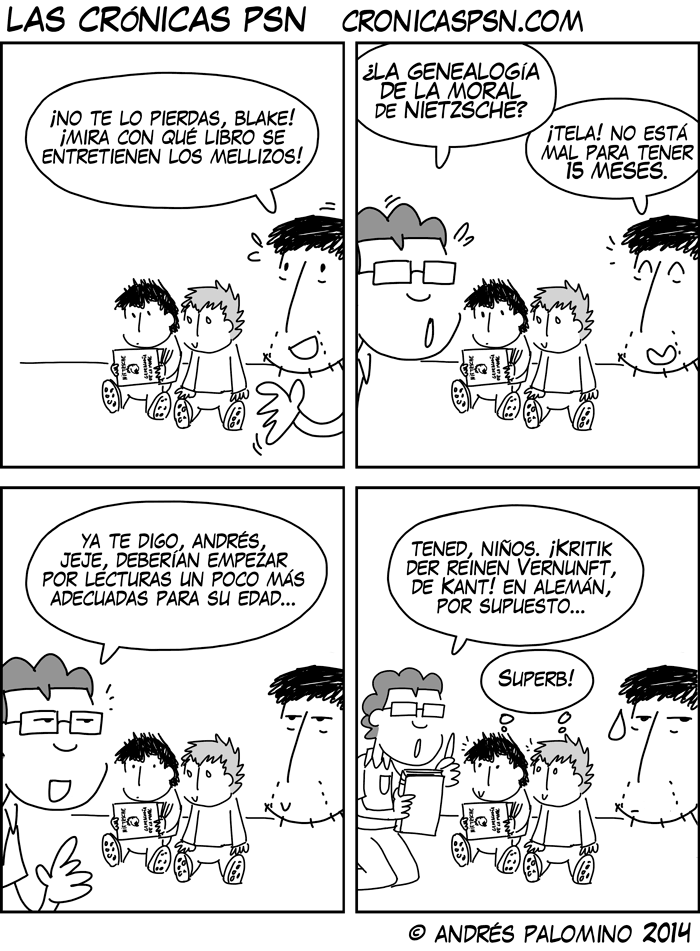 LAS CRÓNICAS PSN CRONICASPSN.COM
¡NO TE LO PIERDAS, BLAKE!
¡MIRA CON QUÉ LIBRO SE
ENTRETIENEN LOS MELLIZOS!
¿LA GENEALOGÍA
DE LA MORAL
DE NIETZSCHE?
¡TELA! NO ESTÁ
MAL PARA TENER
15 MESES.
YA TE DIGO, ANDRÉS,
JEJE, DEBERÍAN EMPEZAR
POR LECTURAS UN POCO MÁS
ADECUADAS PARA SU EDAD...
TENED, NIÑOS. ¡KRITIK
DER REINEN VERNUNFT,
DE KANT! EN ALEMÁN,
POR SUPUESTO...
SUPERB!
© ANDRÉS PALOMINO 2014